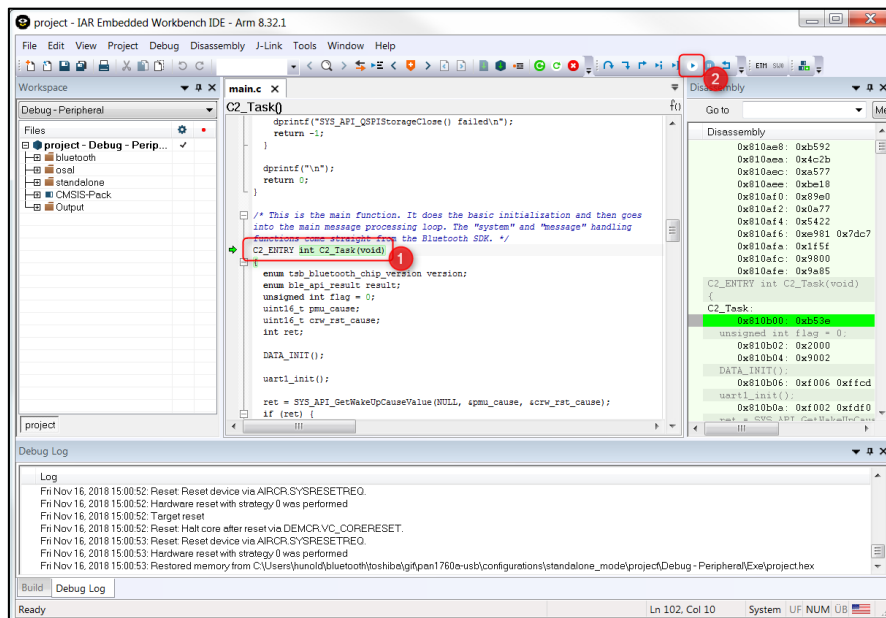 project - IAR Embedded Workbench IDE - Arm 8.32.1
File Edit View Project Debug Disassembly J-Link Tools Window Help
ETM SWO
2
Workspace
Debug - Peripheral
Files
project - Debug - Perip...
bluetooth
osal
standalone
CMSIS-Pack
Output
project
main.c
C2_Task()
f()
dprintf("SYS_API_QSPIStorageClose() failed\n");
return -1;
}
dprintf("\n");
return 0;
}
/* This is the main function. It does the basic initialization and then goes
into the main message processing loop. The "system" and "message" handling
functions come straight from the Bluetooth SDK. */
C2_ENTRY int C2_Task(void)
1
{
enum tsb_bluetooth_chip_version version;
enum ble_api_result result;
unsigned int flag = 0;
uint16_t pmu_cause;
uint16_t crw_rst_cause;
int ret;
DATA_INIT();
uart1_init();
ret = SYS_API_GetWakeUpCauseValue(NULL, &pmu_cause, &crw_rst_cause);
if (ret) {
Disassembly
Go to
Me
Disassembly
0x810ae8: 0xb592
0x810aea: 0x4c2b
0x810aec: 0xa577
0x810aee: 0xbe18
0x810af0: 0x89e0
0x810af2: 0x0a77
0x810af4: 0x5422
0x810af6: 0xe981 0x7dc7
0x810afa: 0x1f5f
0x810afc: 0x9800
0x810afe: 0x9a85
C2_ENTRY int C2_Task(void)
{
C2_Task:
0x810b00: 0xb53e
unsigned int flag = 0;
0x810b02: 0x2000
0x810b04: 0x9002
DATA_INIT();
0x810b06: 0xf006 0xffcd
uart1_init();
0x810b0a: 0xf002 0xfdf0
ret = SYS_API_GetWakeUpCaus
Debug Log
Log
Fri Nov 16, 2018 15:00:52: Reset: Reset device via AIRCR.SYSRESETREQ.
Fri Nov 16, 2018 15:00:52: Hardware reset with strategy 0 was performed
Fri Nov 16, 2018 15:00:52: Target reset
Fri Nov 16, 2018 15:00:52: Reset: Halt core after reset via DEMCR.VC_CORERESET.
Fri Nov 16, 2018 15:00:53: Reset: Reset device via AIRCR.SYSRESETREQ.
Fri Nov 16, 2018 15:00:53: Hardware reset with strategy 0 was performed
Fri Nov 16, 2018 15:00:53: Restored memory from C:\Users\hunold\bluetooth\toshiba\git\pan1760a-usb\configurations\standalone_mode\project\Debug - Peripheral\Exe\project.hex
Build Debug Log
Ready
Ln 102, Col 10
System
UF NUM ÜB